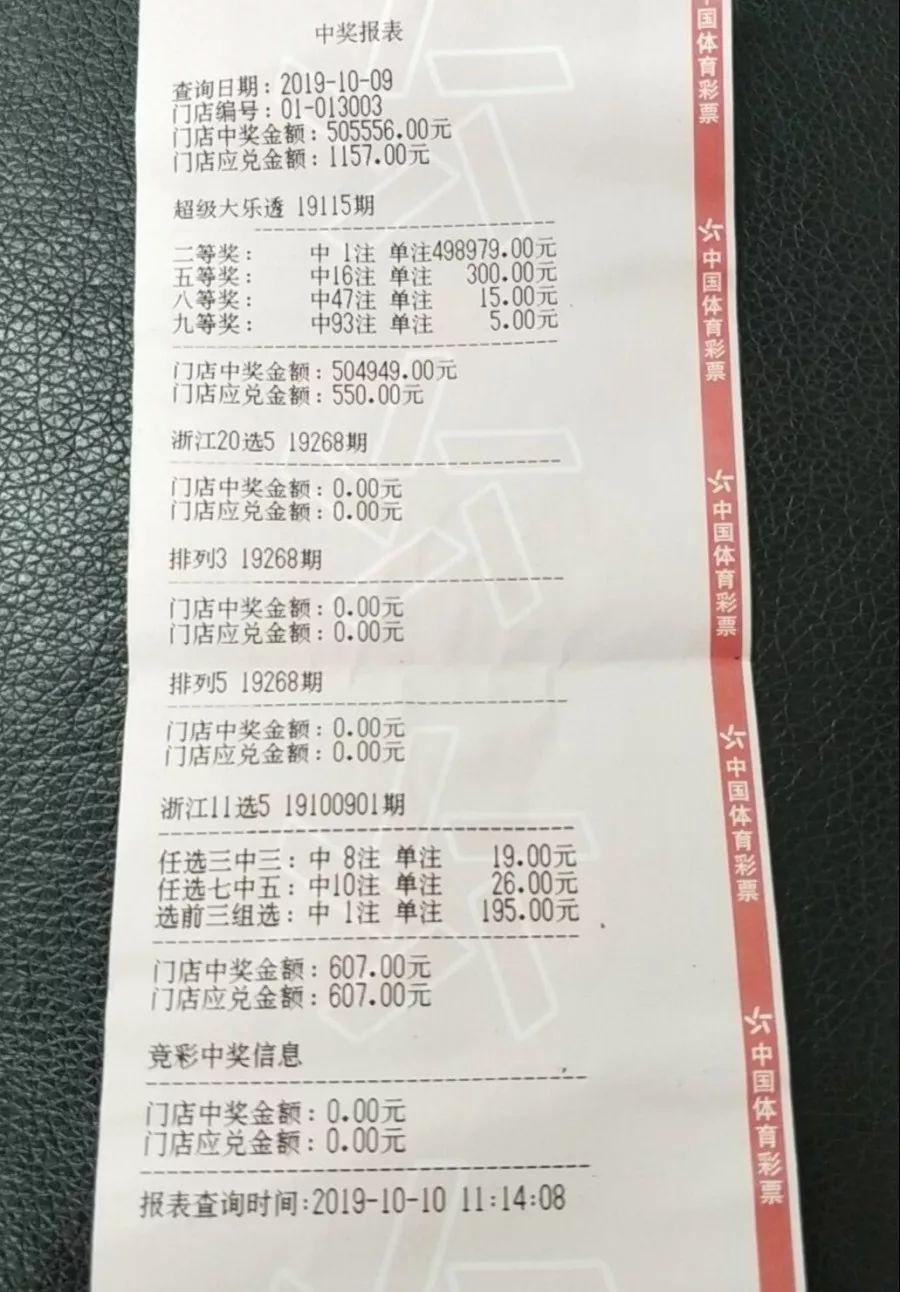 中奖报表
查询日期：2019-10-09
门店编号：01-013003
门店中奖金额：505556.00元
门店应兑金额：1157.00元
超级大乐透 19115期
二等奖： 中 1注 单注498979.00元
五等奖： 中16注 单注 300.00元
八等奖： 中47注 单注 15.00元
九等奖： 中93注 单注 5.00元
门店中奖金额：504949.00元
门店应兑金额：550.00元
浙江20选5 19268期
门店中奖金额：0.00元
门店应兑金额：0.00元
排列3 19268期
门店中奖金额：0.00元
门店应兑金额：0.00元
排列5 19268期
门店中奖金额：0.00元
门店应兑金额：0.00元
浙江11选5 19100901期
任选三中三：中 8注 单注 19.00元
任选七中五：中10注 单注 26.00元
选前三组选：中 1注 单注 195.00元
门店中奖金额：607.00元
门店应兑金额：607.00元
竞彩中奖信息
门店中奖金额：0.00元
门店应兑金额：0.00元
报表查询时间:2019-10-10 11:14:08
中国体育彩票
中国体育彩票
中国体育彩票
中国体育彩票
中国体育彩票